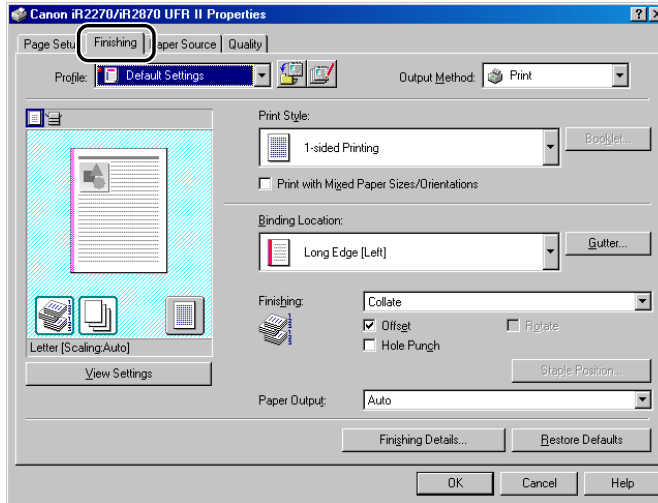 Canon iR2270/iR2870 UFR II Properties
Page Setu Finishing Paper Source Quality
Profile: Default Settings Output Method: Print
Print Style:
1-sided Printing
Booklet...
Print with Mixed Paper Sizes/Orientations
Binding Location:
Long Edge [Left]
Gutter...
Finishing: Collate
Offset Rotate
Hole Punch
Letter [Scaling:Auto]
Staple Position...
View Settings
Paper Output: Auto
Finishing Details... Restore Defaults
OK Cancel Help